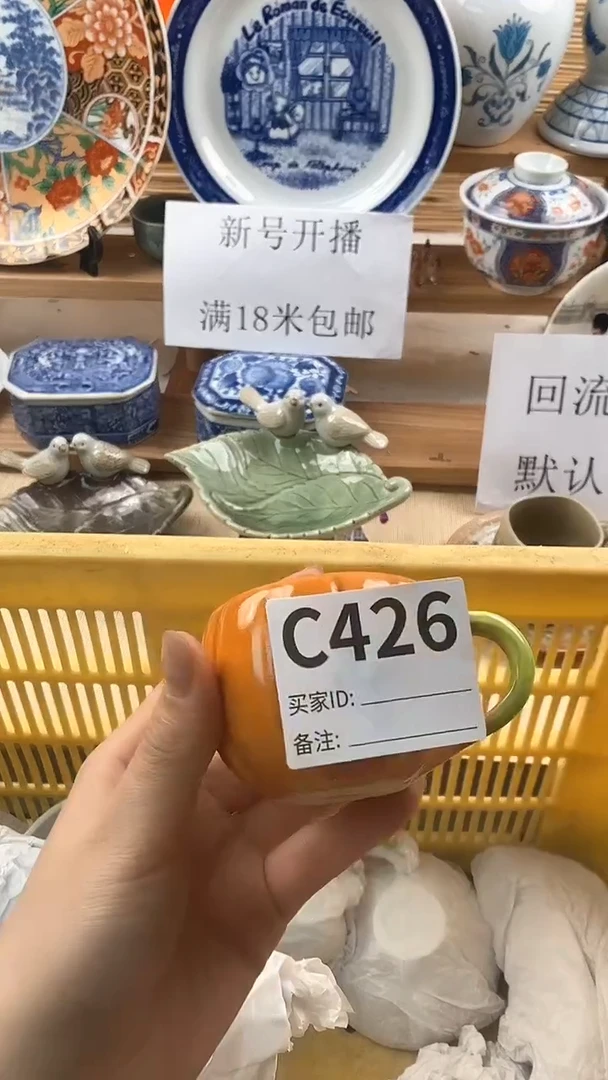 Le Roman de Ecureuil
新号开播
满18米包邮
回流
默认
C426
买家ID:
备注: